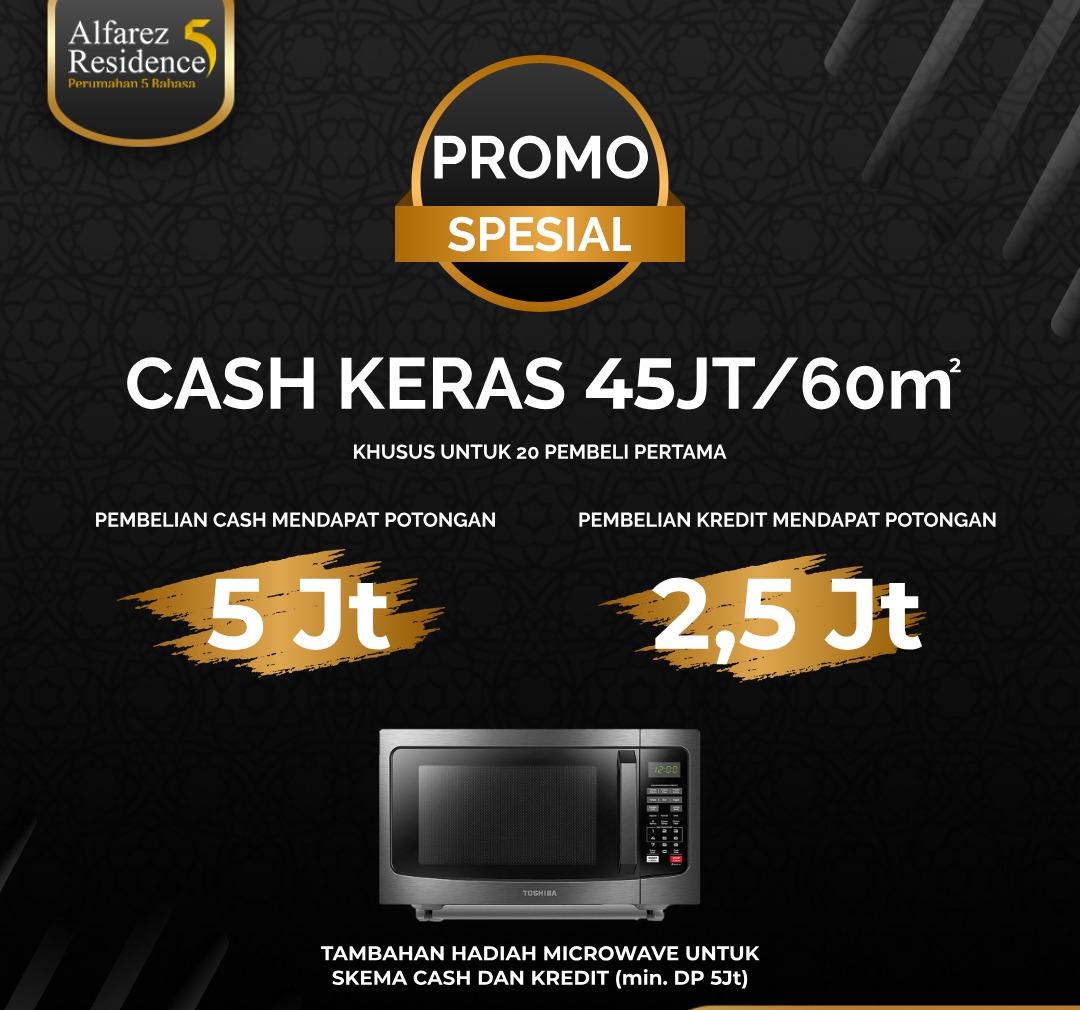 Alfarez 5
Residence
Perumahan 5 Bahasa
PROMO
SPESIAL
CASH KERAS 45JT/60m²
KHUSUS UNTUK 20 PEMBELI PERTAMA
PEMBELIAN CASH MENDAPAT POTONGAN
5 Jt
PEMBELIAN KREDIT MENDAPAT POTONGAN
2,5 Jt
12:00
TOSHIBA
TAMBAHAN HADIAH MICROWAVE UNTUK
SKEMA CASH DAN KREDIT (min. DP 5Jt)